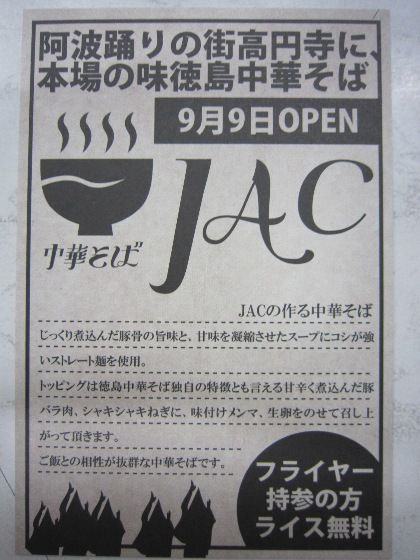 阿波踊りの街高円寺に、
本場の味徳島中華そば
9月9日OPEN
JAC
中華そば
JACの作る中華そば
じっくり煮込んだ豚骨の旨味と、甘味を凝縮させたスープにコシが強
いストレート麺を使用。
トッピングは徳島中華そば独自の特徴とも言える甘辛く煮込んだ豚
バラ肉、シャキシャキねぎに、味付けメンマ、生卵をのせて召し上
がって頂きます。
ご飯との相性が抜群な中華そばです。
フライヤー
持参の方
ライス無料